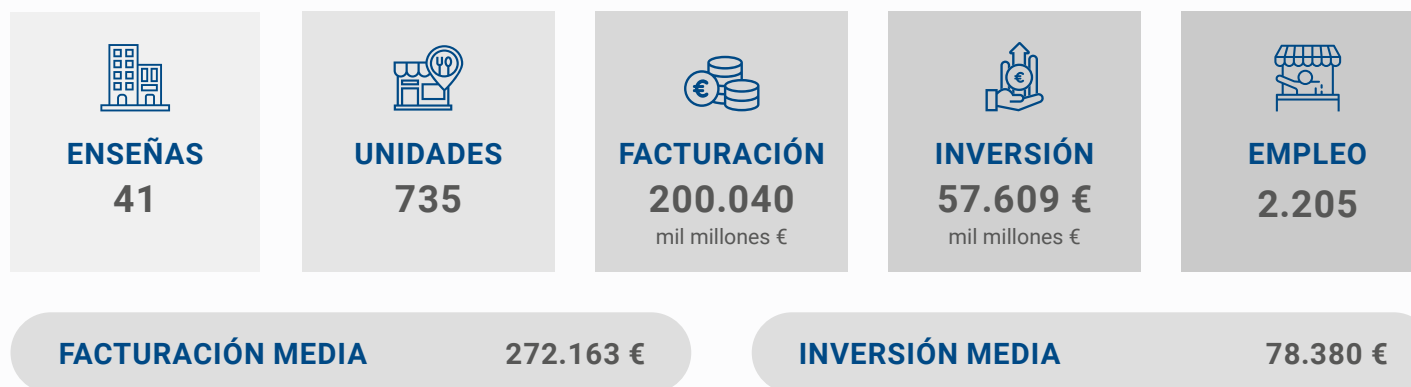 ENSEÑAS
41
UNIDADES
735
FACTURACIÓN
200.040
mil millones €
INVERSIÓN
57.609 €
mil millones €
EMPLEO
2.205
FACTURACIÓN MEDIA 272.163 €
INVERSIÓN MEDIA 78.380 €